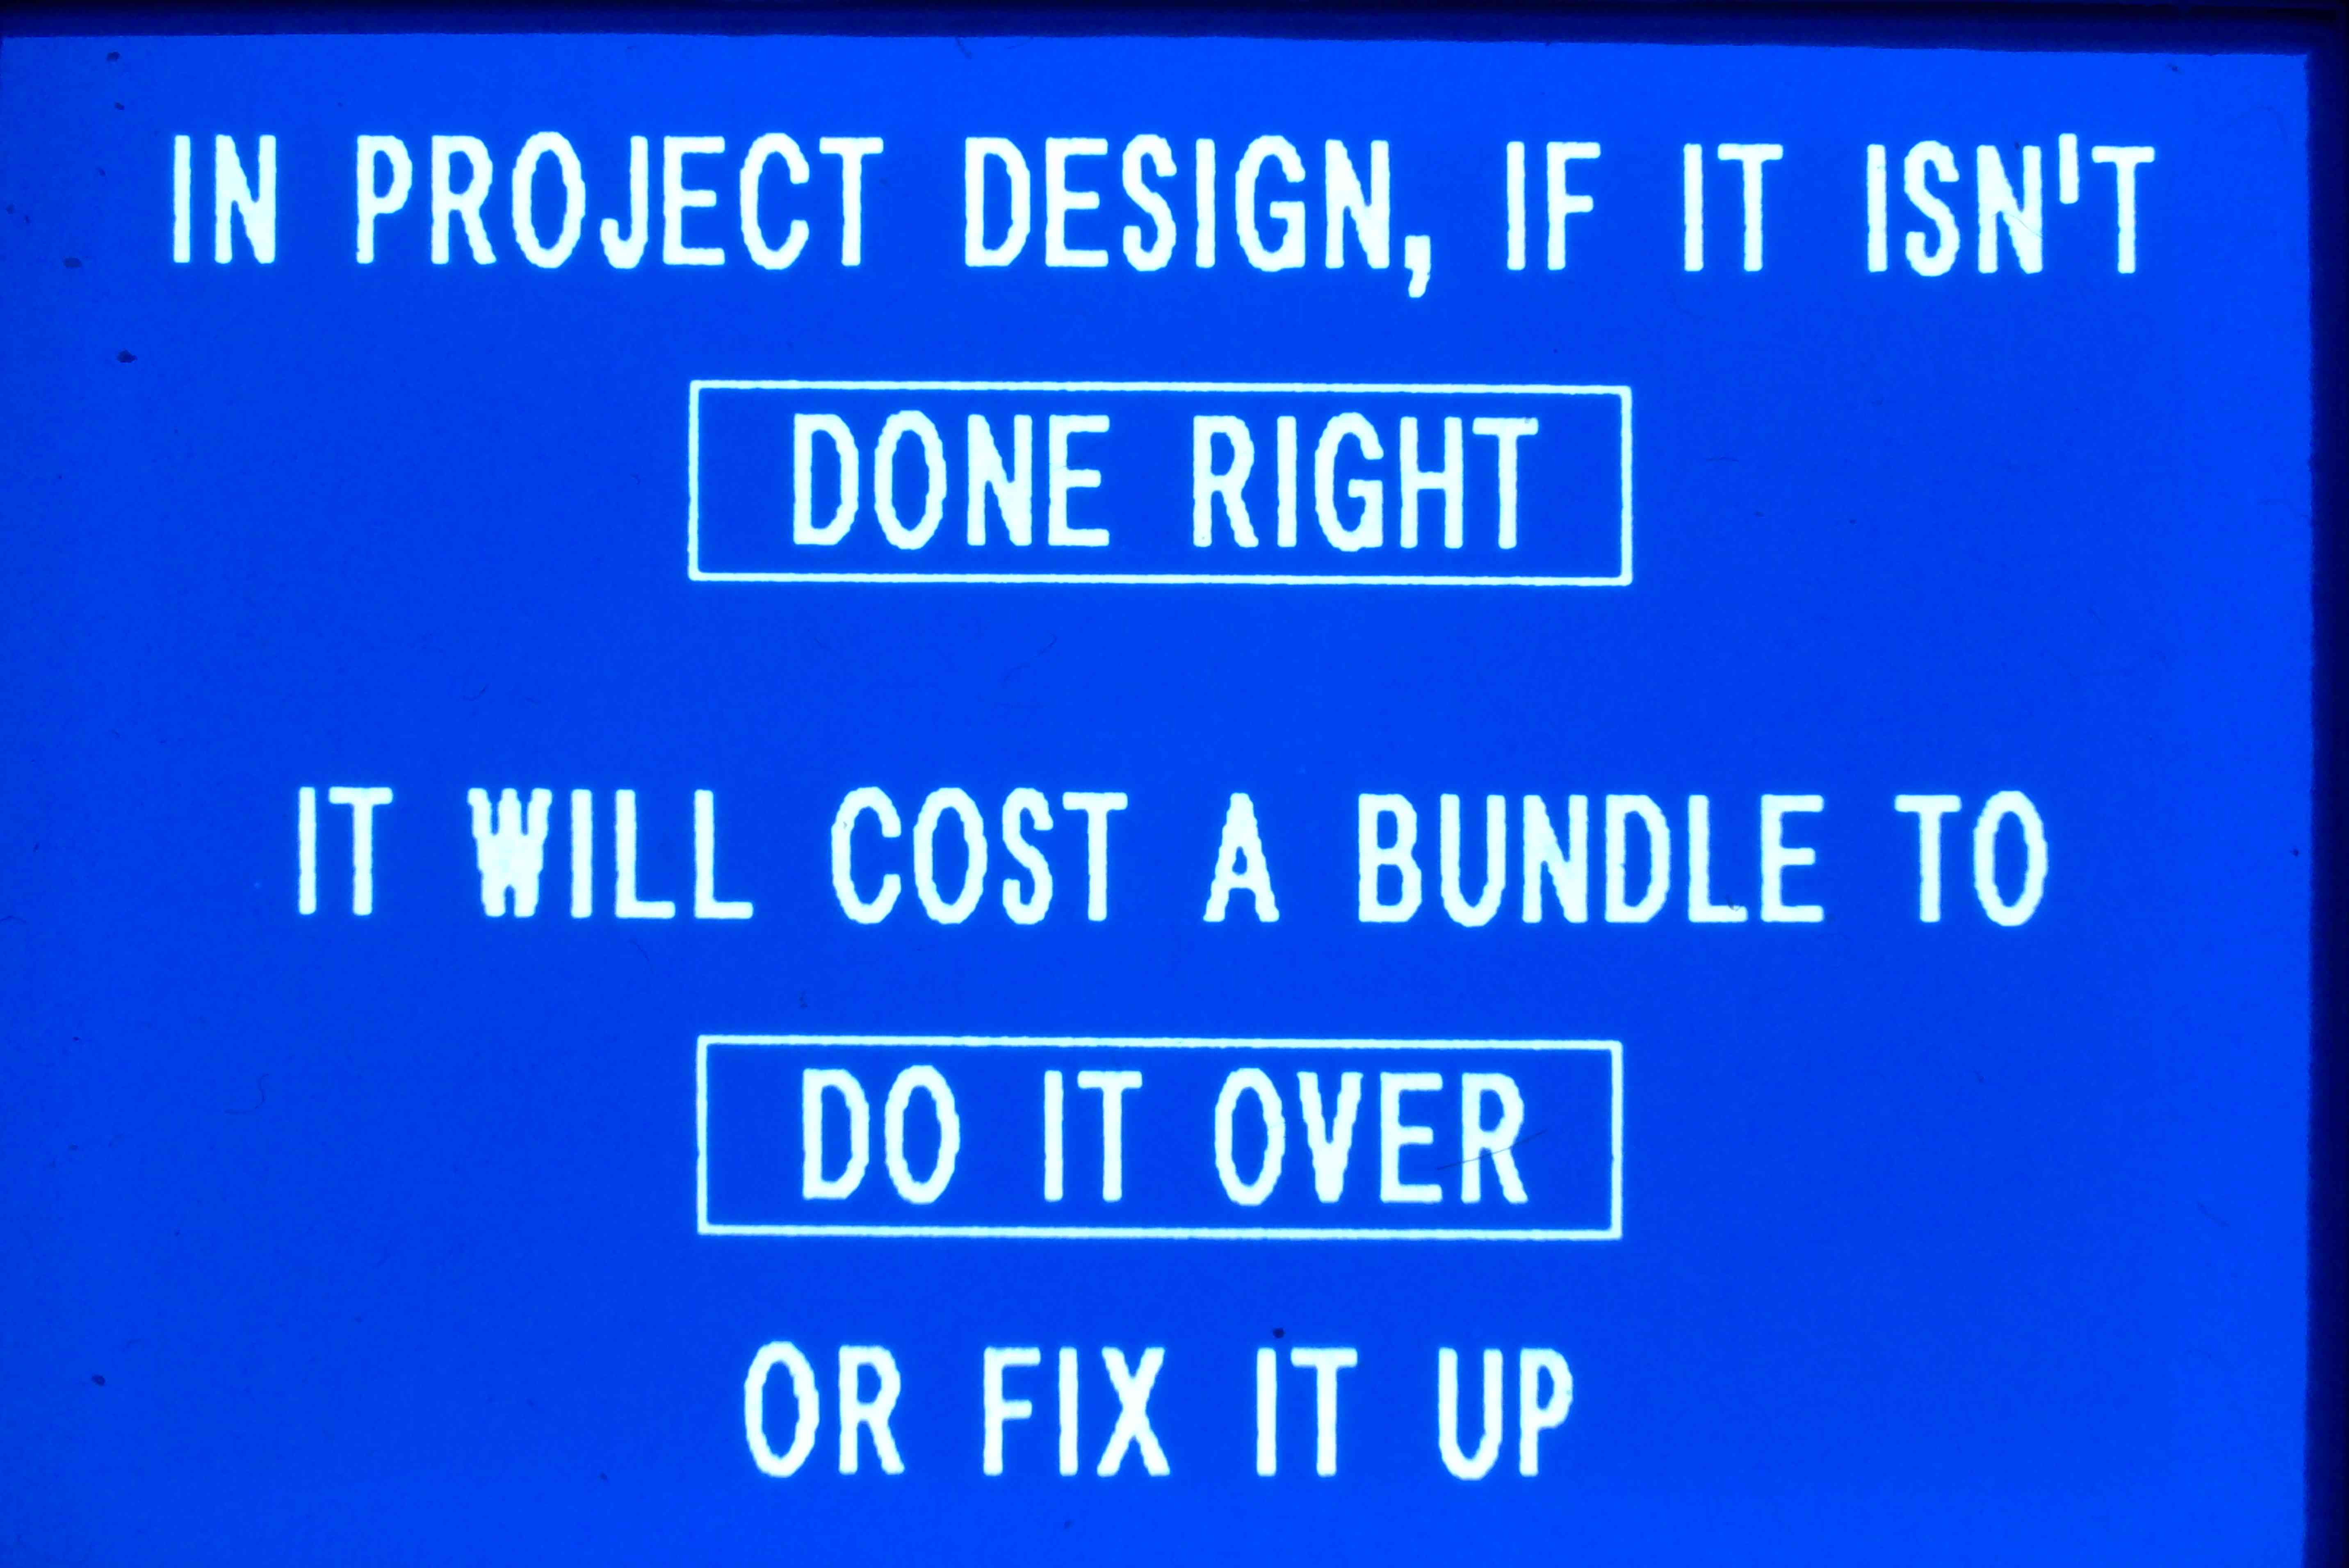 IN PROJECT DESIGN, IF IT ISN'T
DONE RIGHT
IT WILL COST A BUNDLE TO
DO IT OVER
OR FIX IT UP